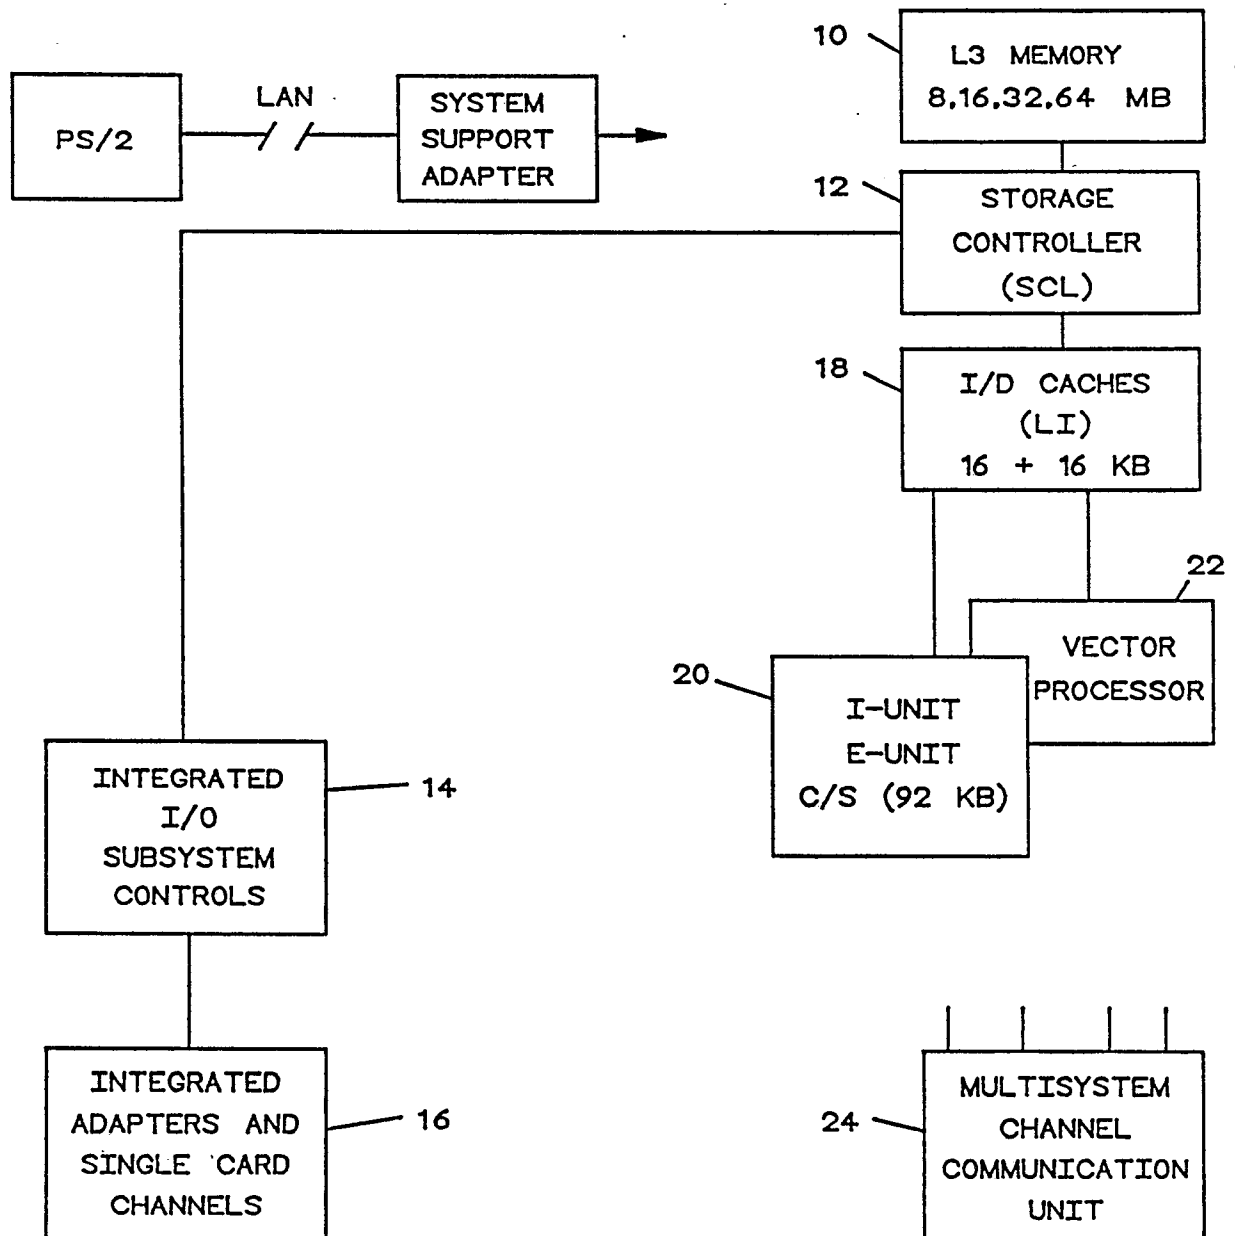 10
L3 MEMORY
8,16,32,64 MB
PS/2
LAN
SYSTEM
SUPPORT
ADAPTER
12
STORAGE
CONTROLLER
(SCL)
18
I/D CACHES
(LI)
16 + 16 KB
22
VECTOR
PROCESSOR
20
I-UNIT
E-UNIT
C/S (92 KB)
INTEGRATED
I/O
SUBSYSTEM
CONTROLS
14
INTEGRATED
ADAPTERS AND
SINGLE CARD
CHANNELS
16
24
MULTISYSTEM
CHANNEL
COMMUNICATION
UNIT